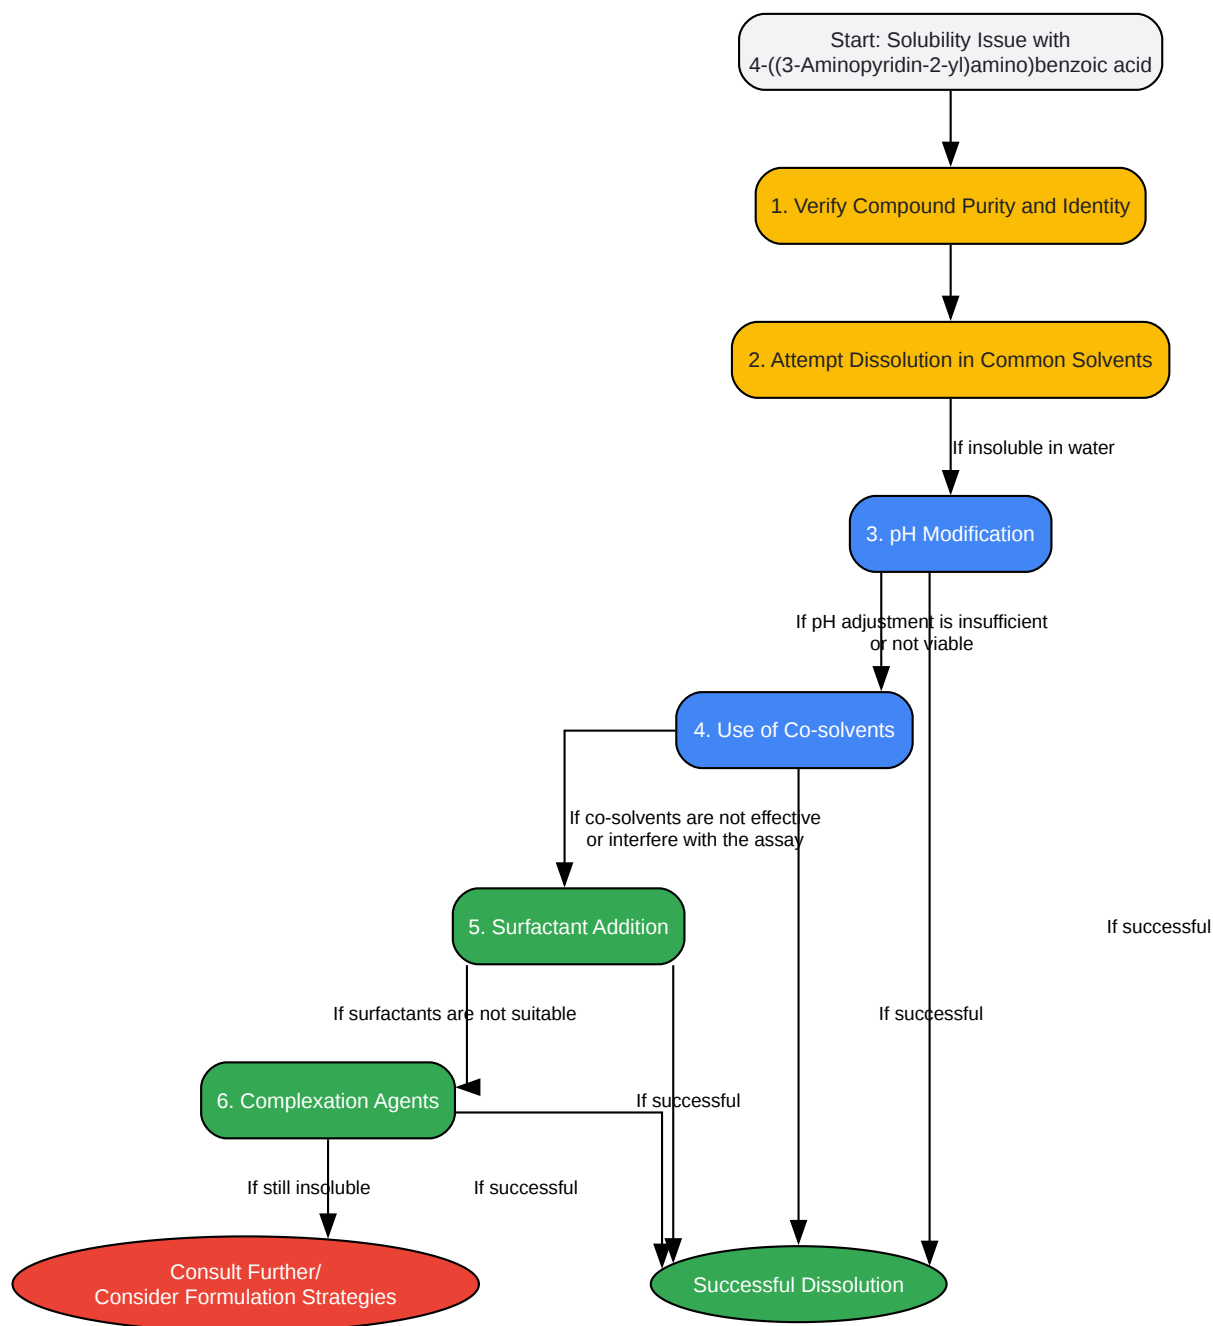 Start: Solubility Issue with
4-((3-Aminopyridin-2-yl)amino)benzoic acid
1. Verify Compound Purity and Identity
2. Attempt Dissolution in Common Solvents
If insoluble in water
3. pH Modification
If pH adjustment is insufficient
or not viable
4. Use of Co-solvents
If co-solvents are not effective
or interfere with the assay
5. Surfactant Addition
If successful
If surfactants are not suitable
If successful
6. Complexation Agents
If successful
If still insoluble
If successful
Consult Further/
Consider Formulation Strategies
Successful Dissolution